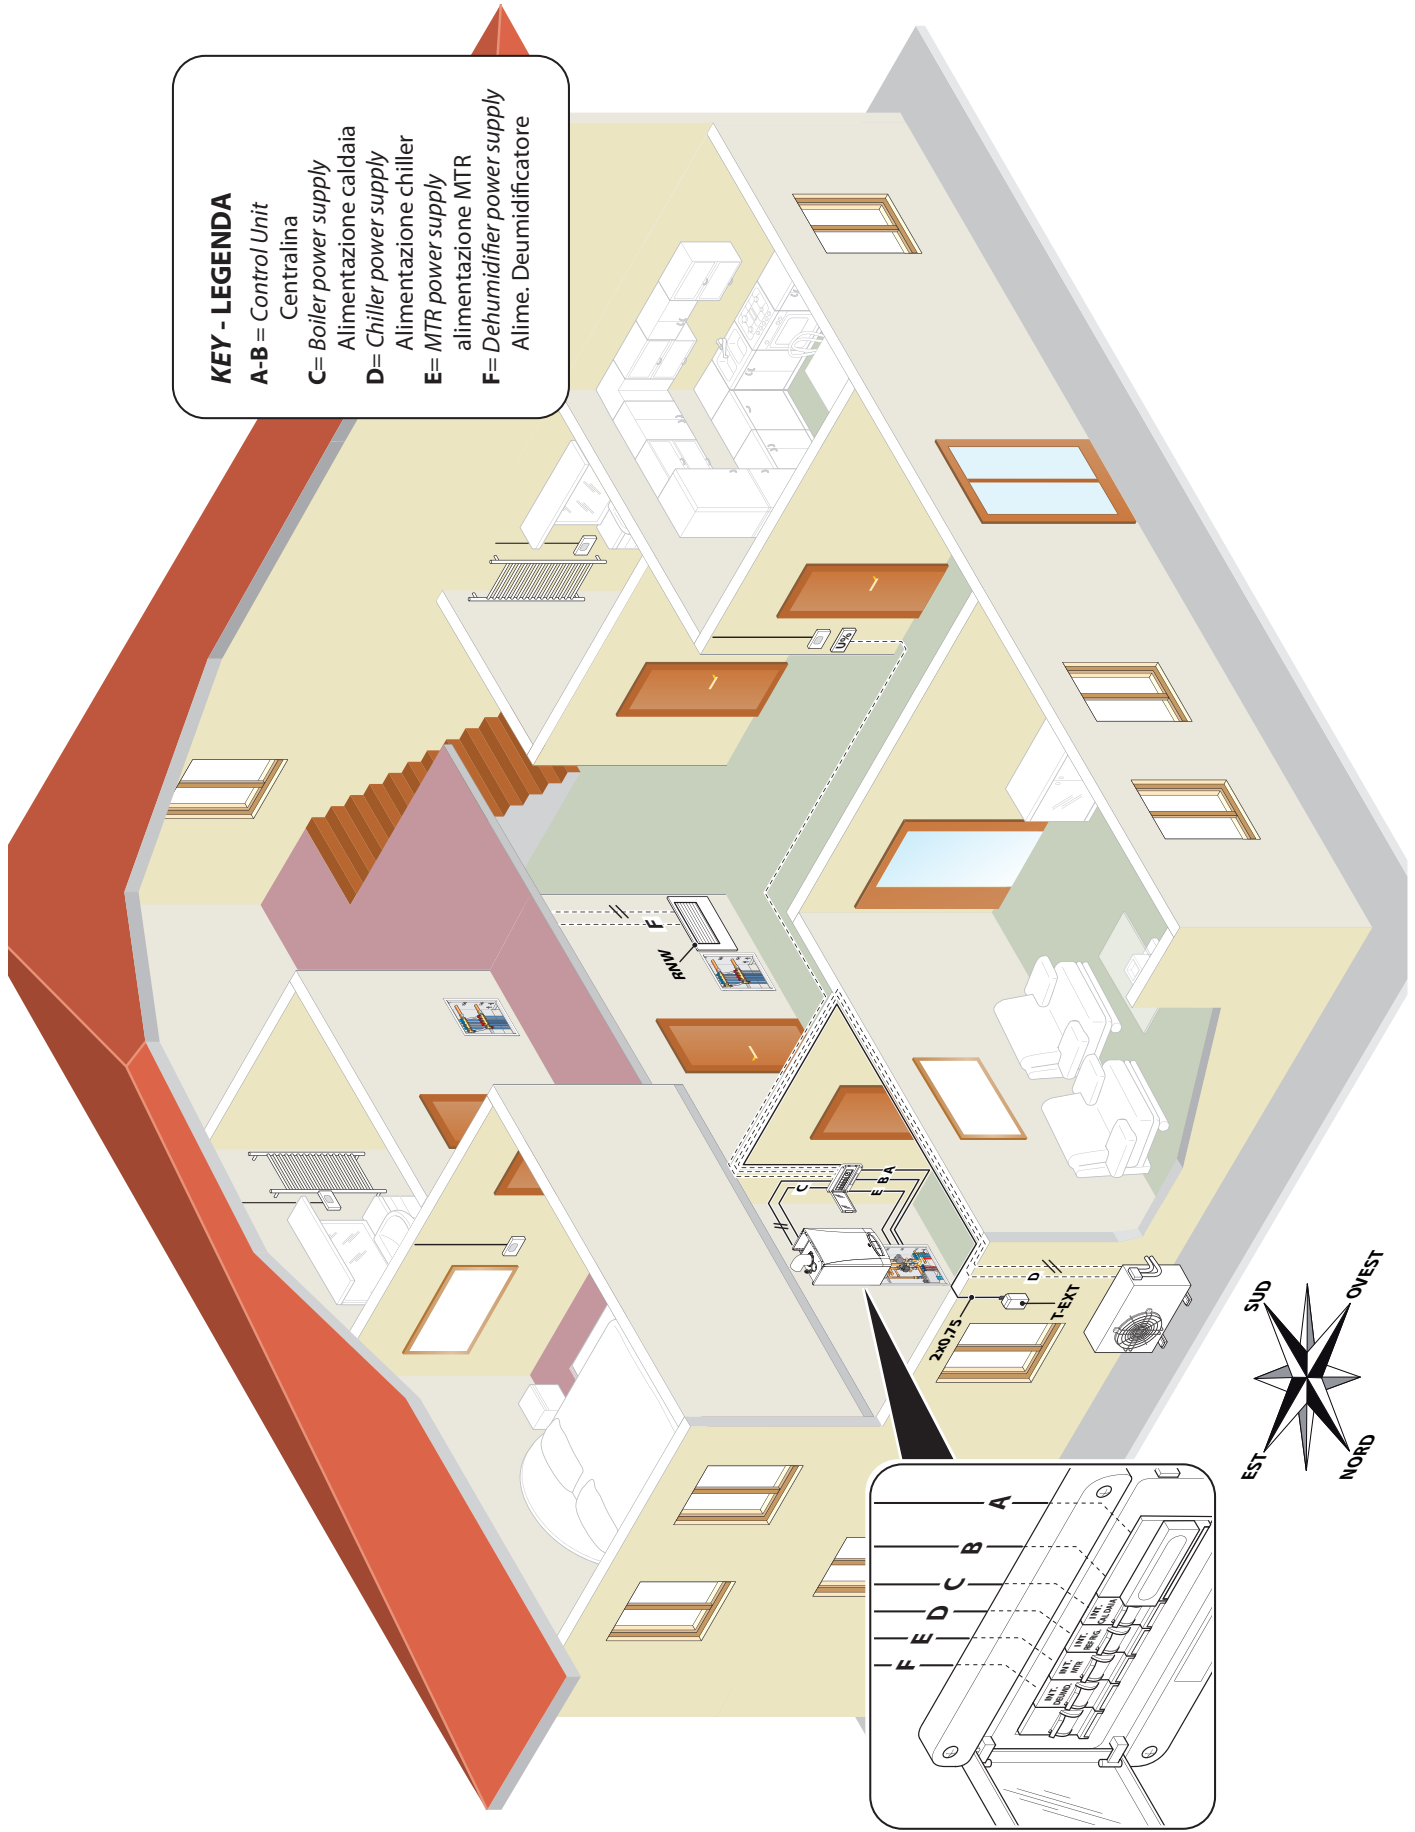 KEY - LEGENDA
A-B = Control Unit
Centralina
C= Boiler power supply
Alimentazione caldaia
D= Chiller power supply
Alimentazione chiller
E= MTR power supply
alimentazione MTR
F= Dehumidifier power supply
Alime. Deumidificatore
U%
F
RNW
C
E
B
A
D
2x0,75
T-EXT
SUD
OVEST
EST
NORD
F
E
D
C
B
A
INT.
DEUMID.
INT.
MTR
INT.
REFRIG.
INT.
CALDAIA